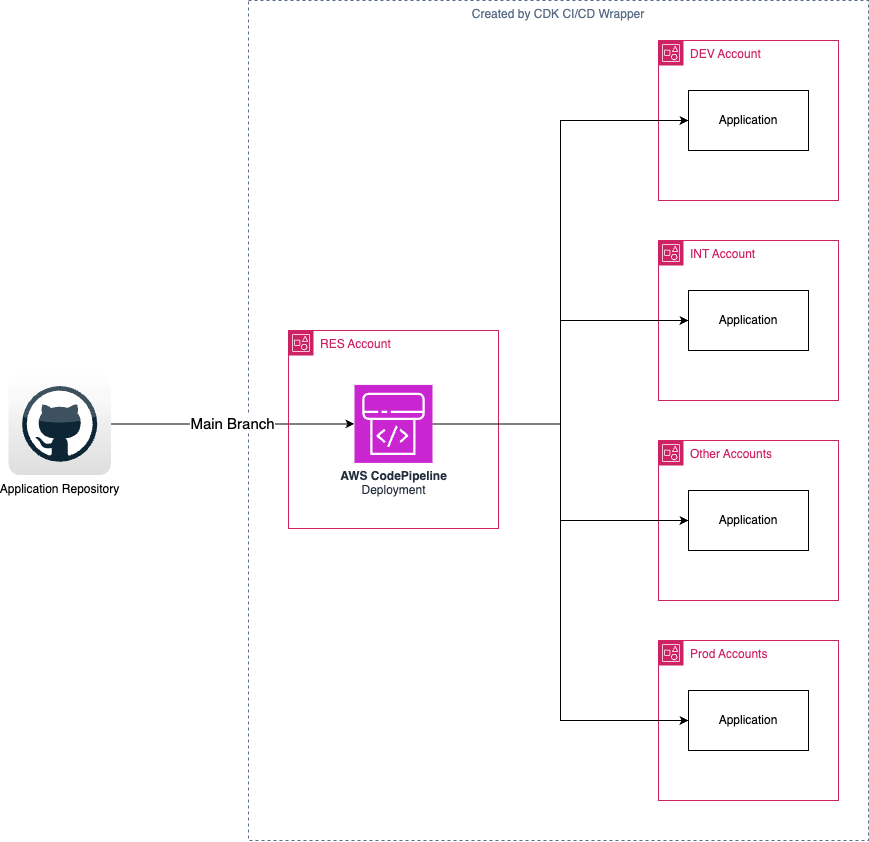 Created by CDK CI/CD Wrapper
DEV Account
Application
INT Account
Application
RES Account
Main Branch
AWS CodePipeline
Deployment
Application Repository
Other Accounts
Application
Prod Accounts
Application